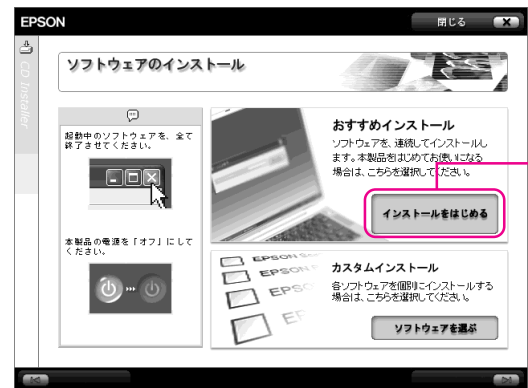 EPSON
閉じる
CD Installer
ソフトウェアのインストール
起動中のソフトウェアを、全て
終了させてください。
本製品の電源を「オフ」にして
ください。
おすすめインストール
ソフトウェアを、連続してインストールし
ます。本製品をはじめてお使いになる
場合は、こちらを選択してください。
インストールをはじめる
EPSON
EPSO
EP
カスタムインストール
各ソフトウェアを個別にインストールする
場合は、こちらを選択してください。
ソフトウェアを選ぶ